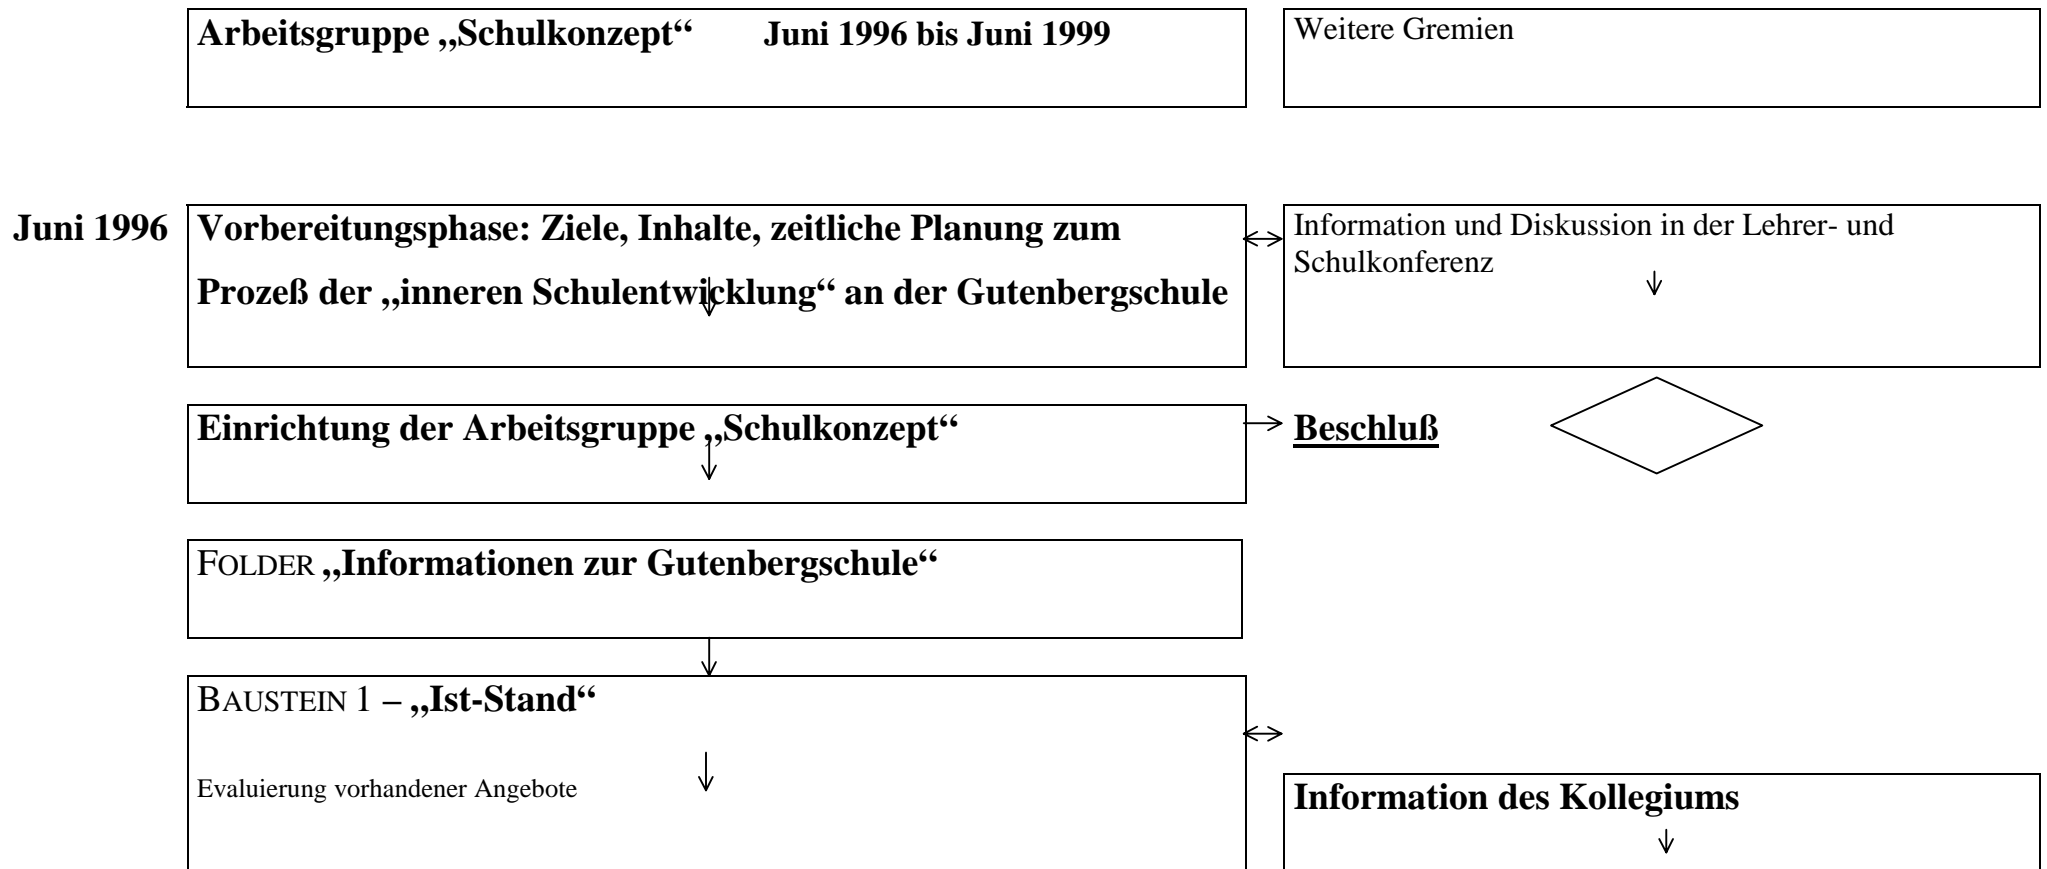 Arbeitsgruppe „Schulkonzept“ Juni 1996 bis Juni 1999
Weitere Gremien
Juni 1996
Vorbereitungsphase: Ziele, Inhalte, zeitliche Planung zum
Prozeß der „inneren Schulentwicklung“ an der Gutenbergschule
Information und Diskussion in der Lehrer- und
Schulkonferenz
Einrichtung der Arbeitsgruppe „Schulkonzept“
Beschluß
FOLDER „Informationen zur Gutenbergschule“
BAUSTEIN 1 – „Ist-Stand“
Evaluierung vorhandener Angebote
Information des Kollegiums